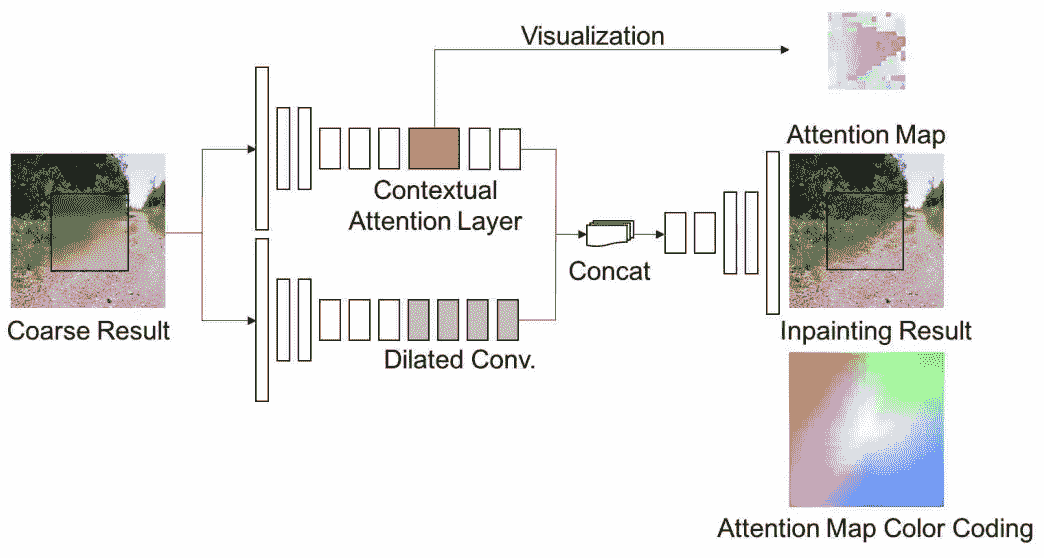 Visualization
Attention Map
Contextual
Attention Layer
Concat
Coarse Result
Inpainting Result
Dilated Conv.
Attention Map Color Coding